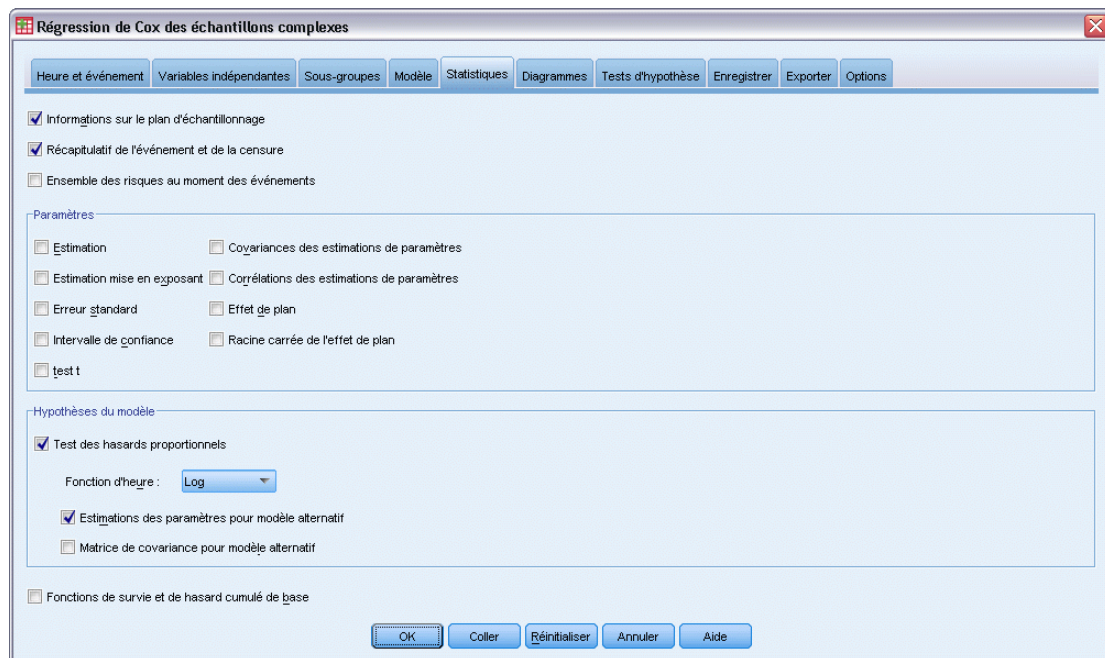 Régression de Cox des échantillons complexes
Heure et événement Variables indépendantes Sous-groupes Modèle Statistiques Diagrammes Tests d'hypothèse Enregistrer Exporter Options
Informations sur le plan d'échantillonnage
Récapitulatif de l'événement et de la censure
Ensemble des risques au moment des événements
Paramètres
Estimation Covariances des estimations de paramètres
Estimation mise en exposant Corrélations des estimations de paramètres
Erreur standard Effet de plan
Intervalle de confiance Racine carrée de l'effet de plan
test t
Hypothèses du modèle
Test des hasards proportionnels
Fonction d'heure : Log
Estimations des paramètres pour modèle alternatif
Matrice de covariance pour modèle alternatif
Fonctions de survie et de hasard cumulé de base
OK Coller Réinitialiser Annuler Aide